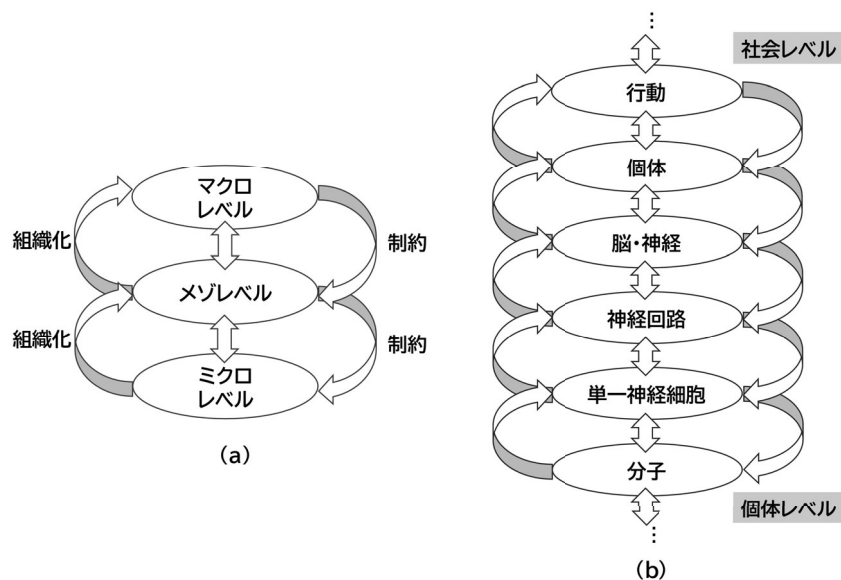 マクロ
レベル
組織化
制約
メゾレベル
組織化
制約
ミクロ
レベル
(a)
…
社会レベル
行動
個体
脳・神経
神経回路
単一神経細胞
分子
個体レベル
…
(b)